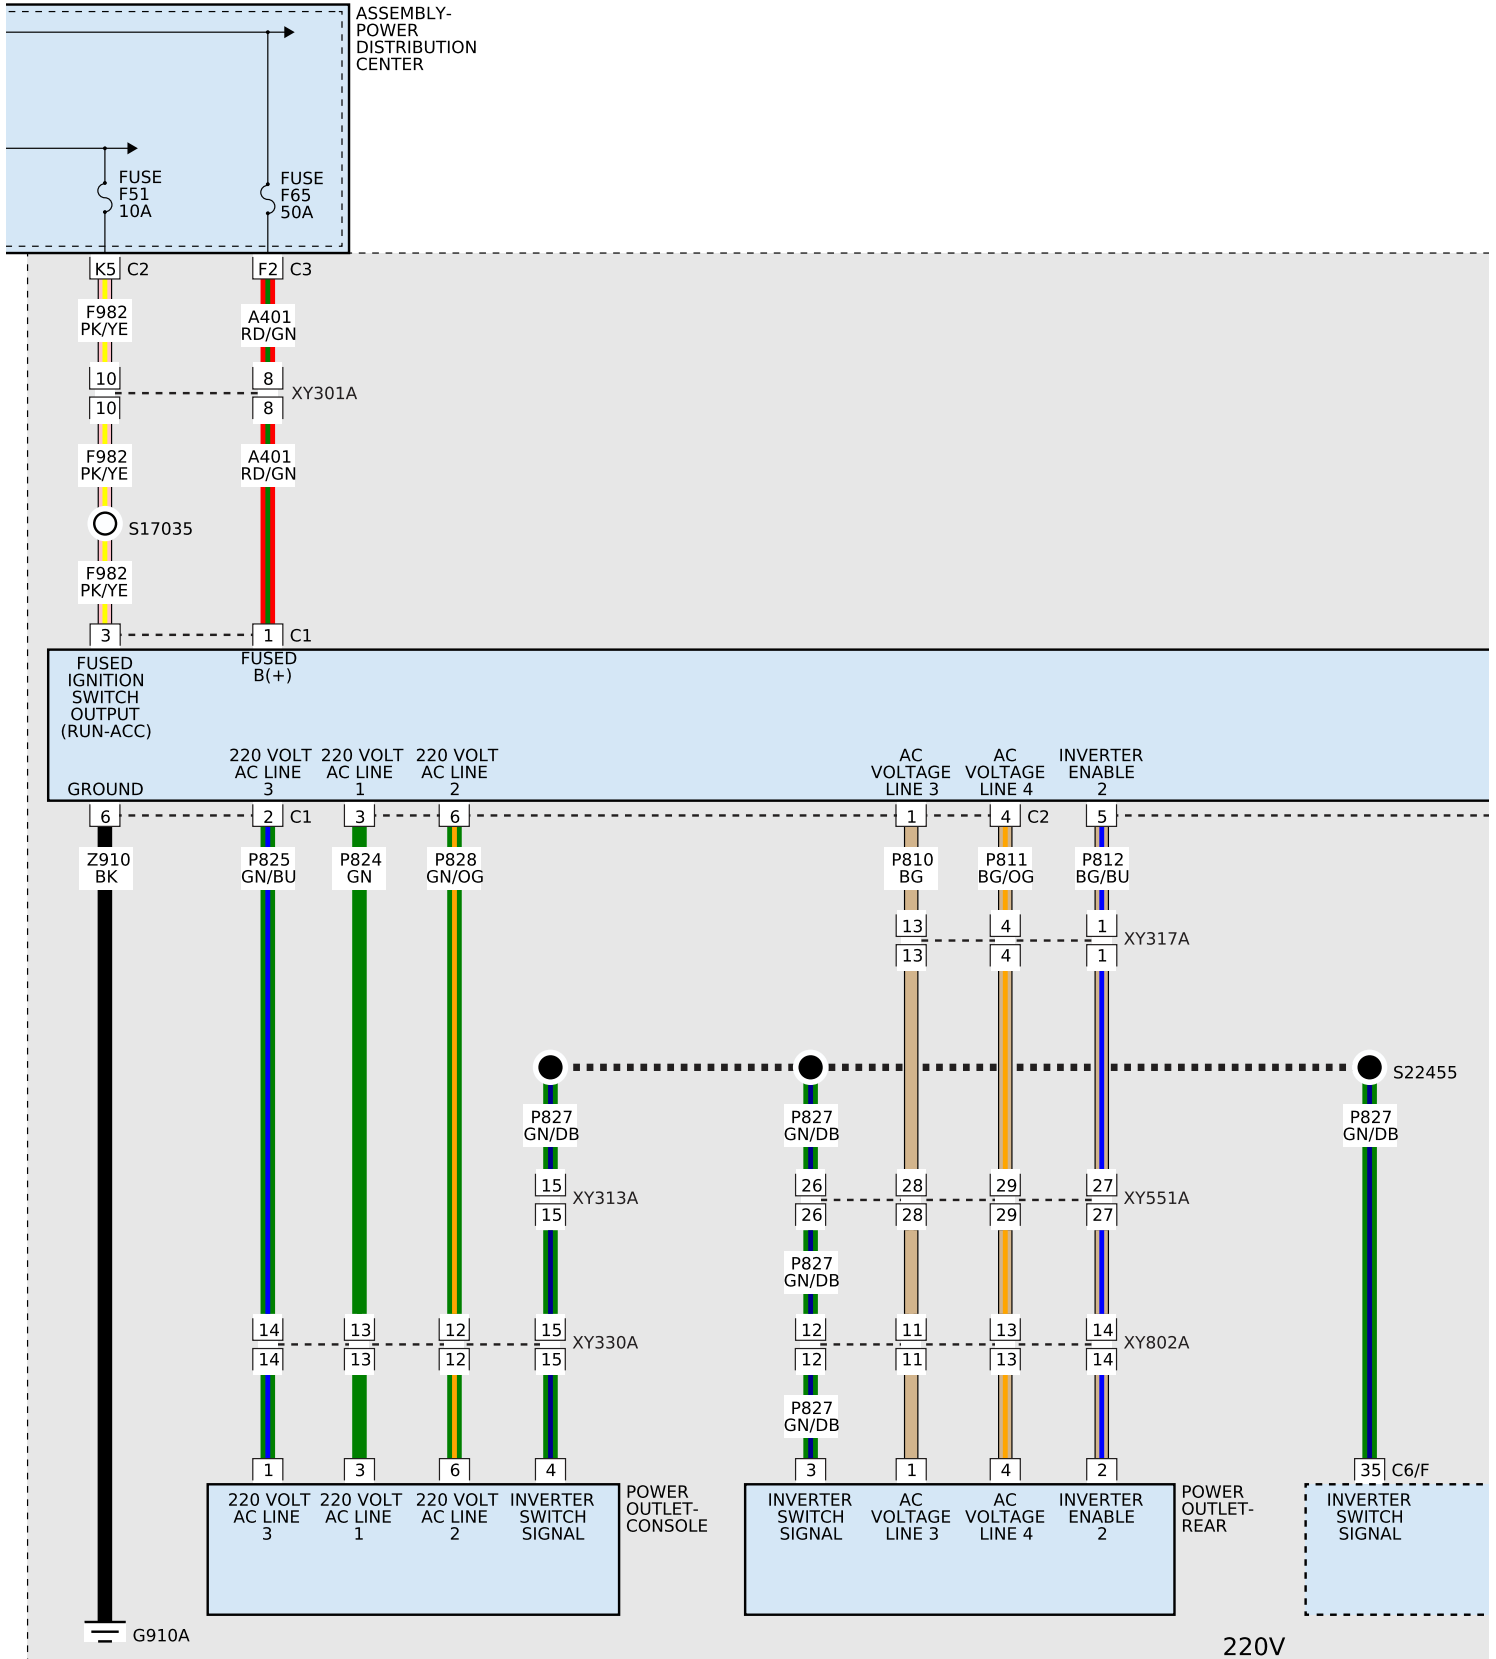 ASSEMBLY-
POWER
DISTRIBUTION
CENTER
FUSE
F51
10A
FUSE
F65
50A
K5 C2 F2 C3
F982
PK/YE
A401
RD/GN
10 8
XY301A
10 8
F982
PK/YE
A401
RD/GN
S17035
F982
PK/YE
3 1 C1
FUSED
IGNITION
SWITCH
OUTPUT
(RUN-ACC)
FUSED
B(+)
GROUND
220 VOLT
AC LINE
3
220 VOLT
AC LINE
1
220 VOLT
AC LINE
2
AC
VOLTAGE
LINE 3
AC
VOLTAGE
LINE 4
INVERTER
ENABLE
2
6 2 C1 3 6 1 4 C2 5
Z910
BK
P825
GN/BU
P824
GN
P828
GN/OG
P810
BG
P811
BG/OG
P812
BG/BU
13 4 1
XY317A
13 4 1
S22455
P827
GN/DB
P827
GN/DB
P827
GN/DB
15 26 28 29 27
XY313A XY551A
15 26 28 29 27
P827
GN/DB
14 13 12 15 12 11 13 14
XY330A XY802A
14 13 12 15 12 11 13 14
P827
GN/DB
1 3 6 4 3 1 4 2 35 C6/F
220 VOLT
AC LINE
3
220 VOLT
AC LINE
1
220 VOLT
AC LINE
2
INVERTER
SWITCH
SIGNAL
POWER
OUTLET-
CONSOLE
INVERTER
SWITCH
SIGNAL
AC
VOLTAGE
LINE 3
AC
VOLTAGE
LINE 4
INVERTER
ENABLE
2
POWER
OUTLET-
REAR
INVERTER
SWITCH
SIGNAL
G910A
220V